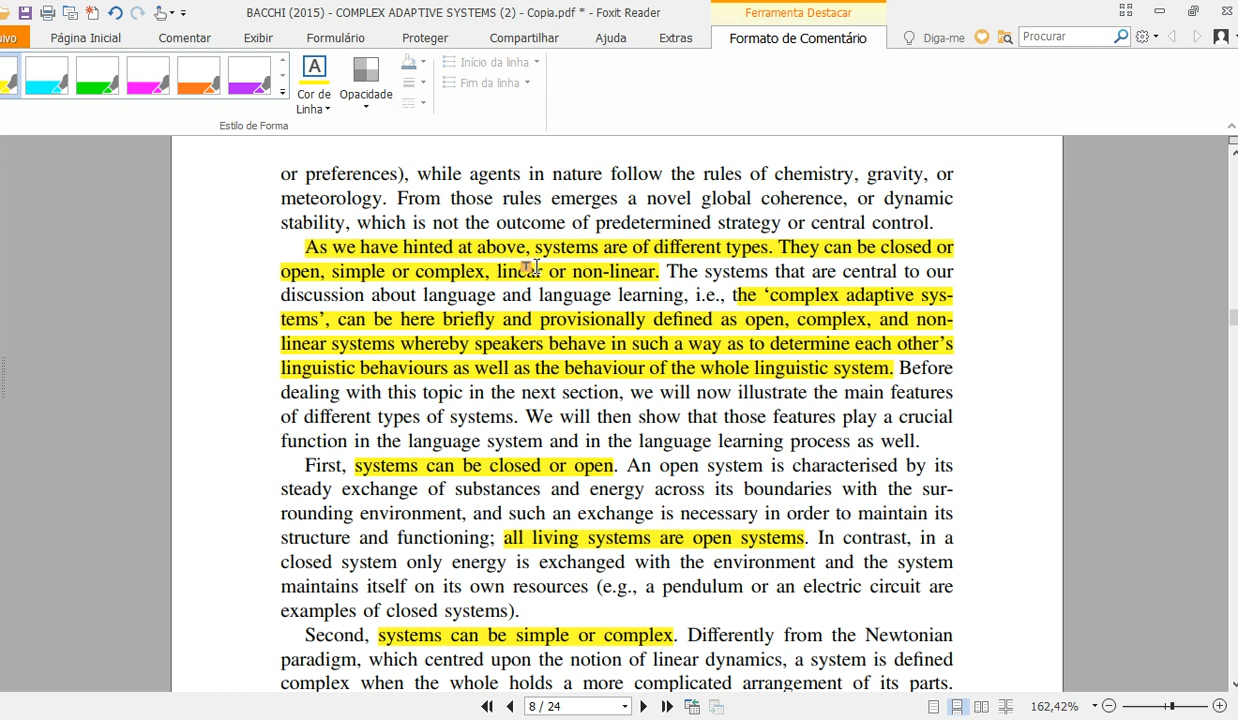 BACCHI (2015) - COMPLEX ADAPTIVE SYSTEMS (2) - Copia.pdf * - Foxit Reader
Ferramenta Destacar
ivo Página Inicial Comentar Exibir Formulário Proteger Compartilhar Ajuda Extras Formato de Comentário Diga-me Procurar
A
Início da linha
Fim da linha
Cor de Linha Opacidade
Estilo de Forma
or preferences), while agents in nature follow the rules of chemistry, gravity, or
meteorology. From those rules emerges a novel global coherence, or dynamic
stability, which is not the outcome of predetermined strategy or central control.
As we have hinted at above, systems are of different types. They can be closed or
open, simple or complex, linear or non-linear. The systems that are central to our
discussion about language and language learning, i.e., the ‘complex adaptive sys-
tems’, can be here briefly and provisionally defined as open, complex, and non-
linear systems whereby speakers behave in such a way as to determine each other’s
linguistic behaviours as well as the behaviour of the whole linguistic system. Before
dealing with this topic in the next section, we will now illustrate the main features
of different types of systems. We will then show that those features play a crucial
function in the language system and in the language learning process as well.
First, systems can be closed or open. An open system is characterised by its
steady exchange of substances and energy across its boundaries with the sur-
rounding environment, and such an exchange is necessary in order to maintain its
structure and functioning; all living systems are open systems. In contrast, in a
closed system only energy is exchanged with the environment and the system
maintains itself on its own resources (e.g., a pendulum or an electric circuit are
examples of closed systems).
Second, systems can be simple or complex. Differently from the Newtonian
paradigm, which centred upon the notion of linear dynamics, a system is defined
complex when the whole holds a more complicated arrangement of its parts.
8 / 24
162,42%